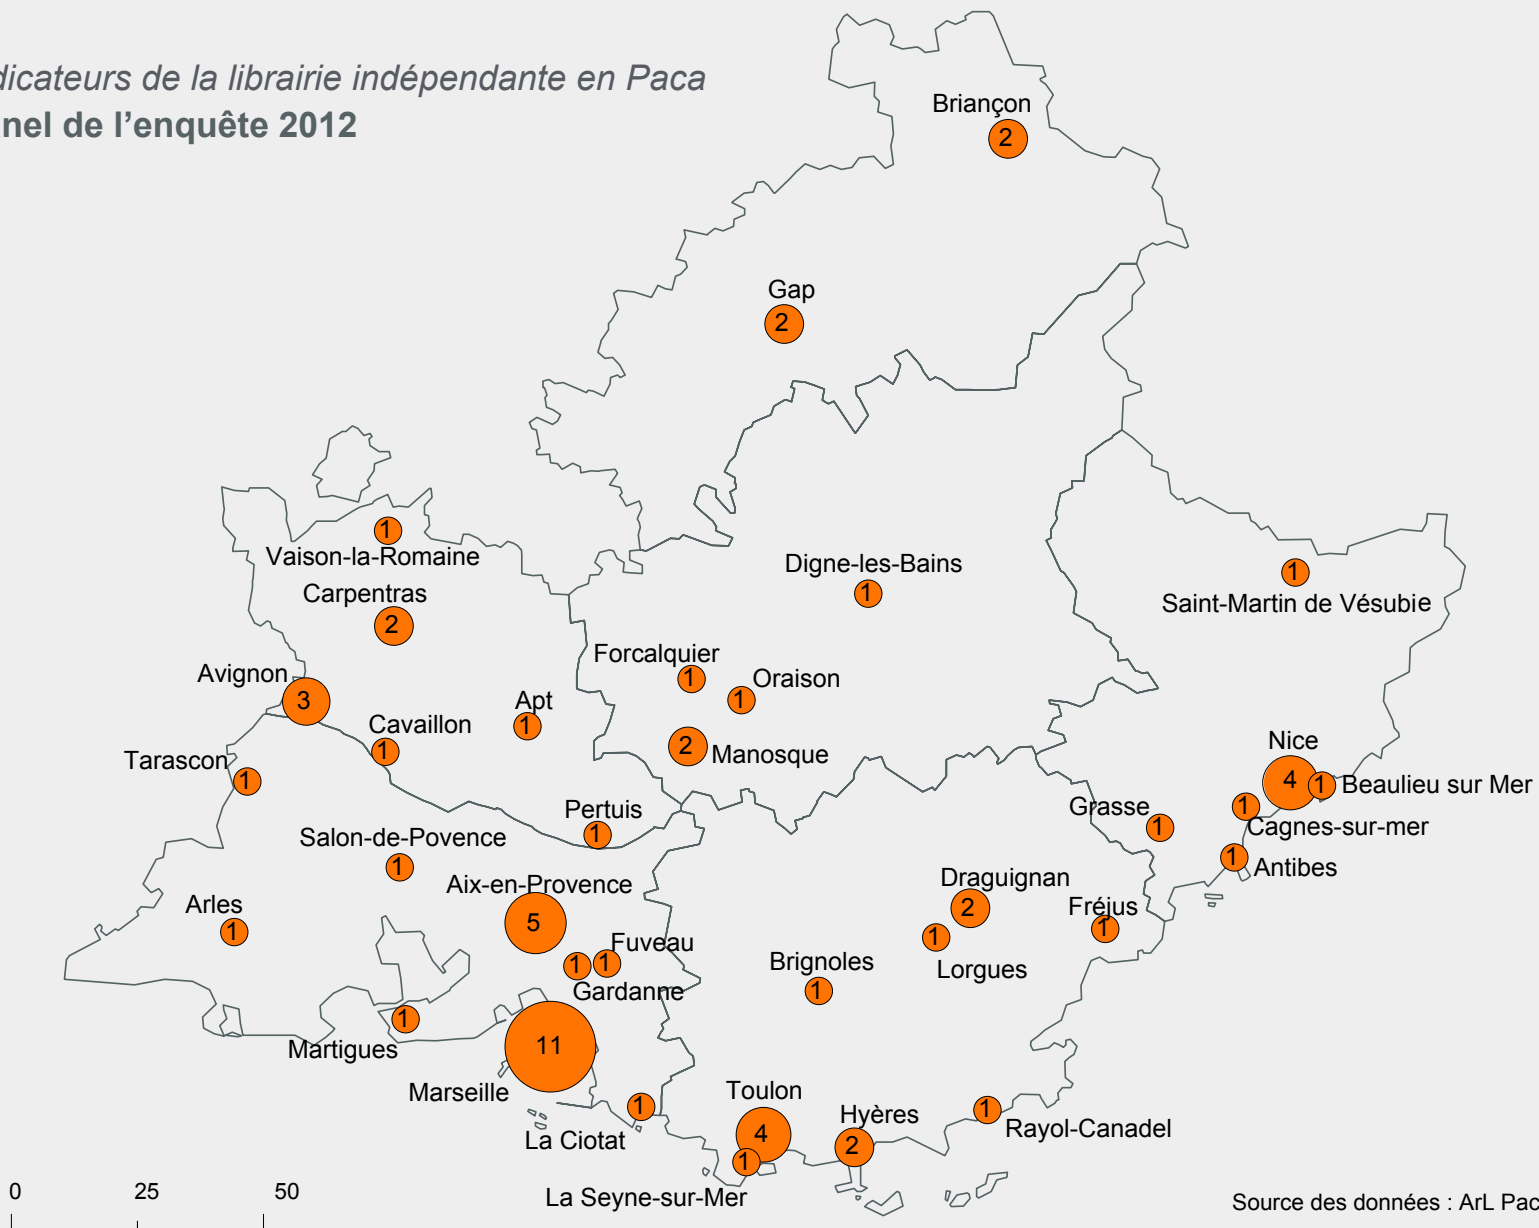 dicateurs de la librairie indépendante en Paca
nel de l'enquête 2012
Briançon
2
Gap
2
1
Vaison-la-Romaine
Carpentras
2
Digne-les-Bains
1
1
Saint-Martin de Vésubie
Forcalquier
1
Oraison
1
Avignon
3
Apt
1
Cavaillon
1
2
Manosque
Tarascon
1
Nice
4
1
Beaulieu sur Mer
Grasse
1
1
Cagnes-sur-mer
1
Antibes
Pertuis
1
Salon-de-Povence
1
Aix-en-Provence
5
Arles
1
Draguignan
2
Fréjus
1
1
Lorgues
Fuveau
1
1
Gardanne
Brignoles
1
1
Martigues
11
Marseille
1
La Ciotat
Toulon
4
Hyères
2
1
Rayol-Canadel
1
La Seyne-sur-Mer
0 25 50
Source des données : ArL Pac